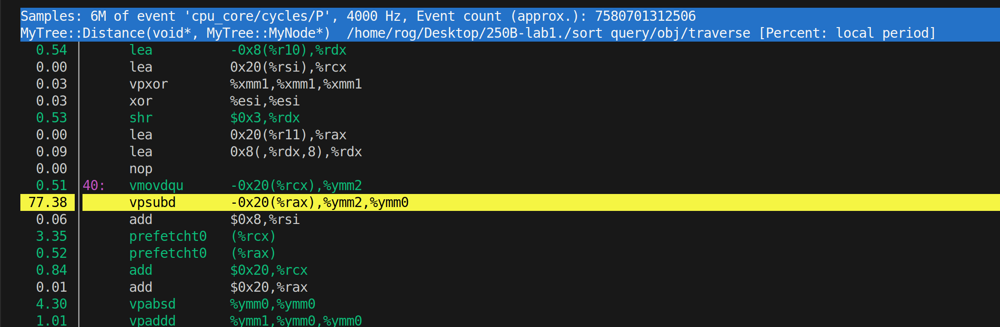 Samples: 6M of event 'cpu_core/cycles/P', 4000 Hz, Event count (approx.): 7580701312506
MyTree::Distance(void*, MyTree::MyNode*)  /home/rog/Desktop/250B-lab1./sort query/obj/traverse [Percent: local period]
0.54 lea -0x8(%r10),%rdx
0.00 lea 0x20(%rsi),%rcx
0.03 vpxor %xmm1,%xmm1,%xmm1
0.03 xor %esi,%esi
0.53 shr $0x3,%rdx
0.00 lea 0x20(%r11),%rax
0.09 lea 0x8(,%rdx,8),%rdx
0.00 nop
0.51 40: vmovdqu -0x20(%rcx),%ymm2
77.38 vpsubd -0x20(%rax),%ymm2,%ymm0
0.06 add $0x8,%rsi
3.35 prefetcht0 (%rcx)
0.52 prefetcht0 (%rax)
0.84 add $0x20,%rcx
0.01 add $0x20,%rax
4.30 vpabsd %ymm0,%ymm0
1.01 vpaddd %ymm1,%ymm0,%ymm0